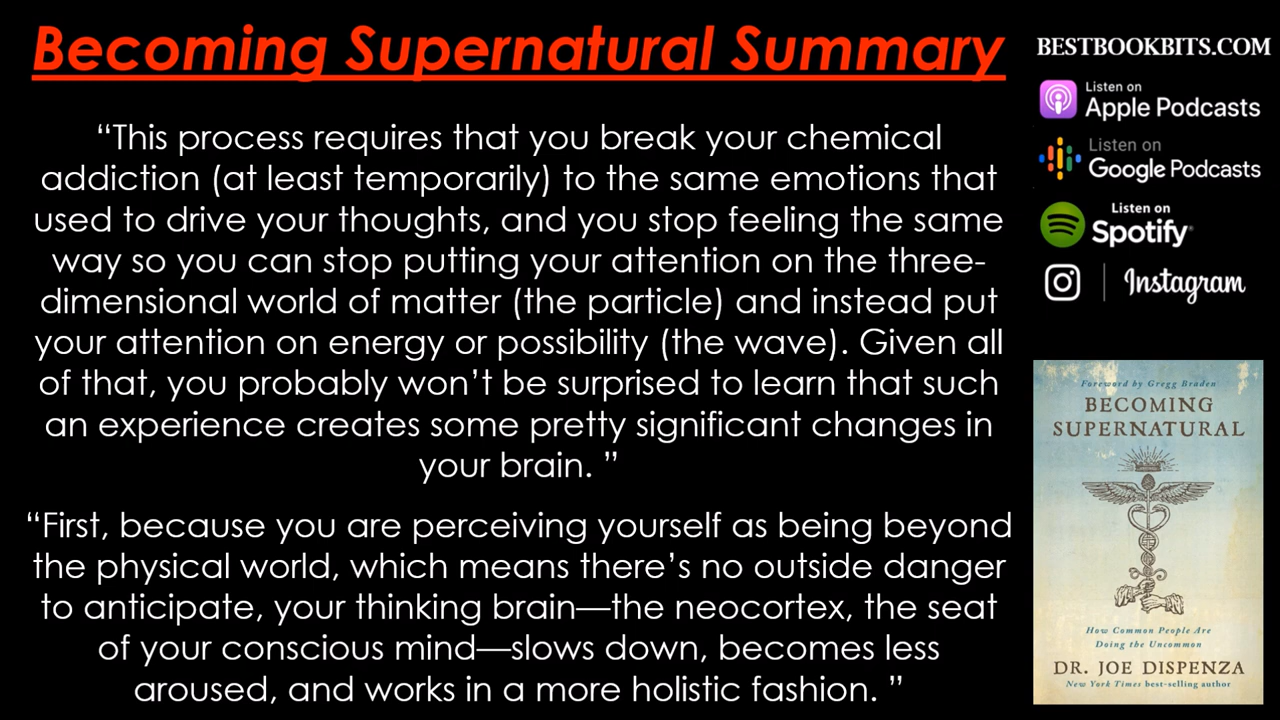 Becoming Supernatural Summary
“This process requires that you break your chemical
addiction (at least temporarily) to the same emotions that
used to drive your thoughts, and you stop feeling the same
way so you can stop putting your attention on the three-
dimensional world of matter (the particle) and instead put
your attention on energy or possibility (the wave). Given all
of that, you probably won’t be surprised to learn that such
an experience creates some pretty significant changes in
your brain. ”
“First, because you are perceiving yourself as being beyond
the physical world, which means there’s no outside danger
to anticipate, your thinking brain—the neocortex, the seat
of your conscious mind—slows down, becomes less
aroused, and works in a more holistic fashion. ”
BESTBOOKBITS.COM
Listen on
Apple Podcasts
Listen on
Google Podcasts
Listen on
Spotify
Instagram
Foreword by Gregg Braden
BECOMING
SUPERNATURAL
How Common People Are
Doing the Uncommon
DR. JOE DISPENZA
New York Times best-selling author